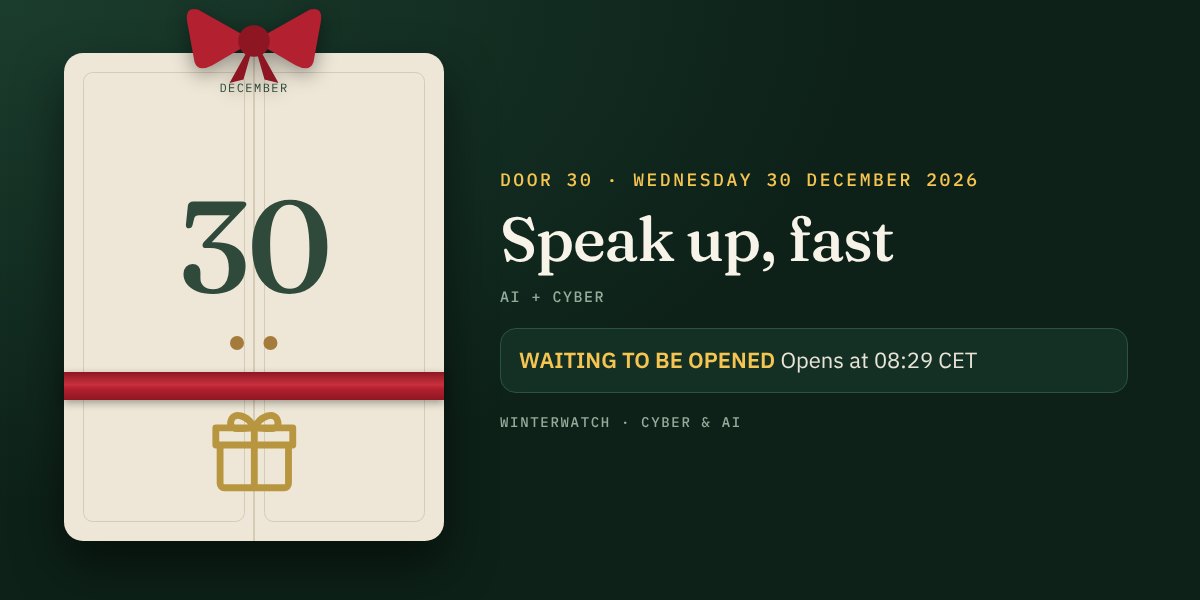 DECEMBER
30
DOOR 30 · WEDNESDAY 30 DECEMBER 2026
Speak up, fast
AI + CYBER
WAITING TO BE OPENED Opens at 08:29 CET
WINTERWATCH · CYBER & AI